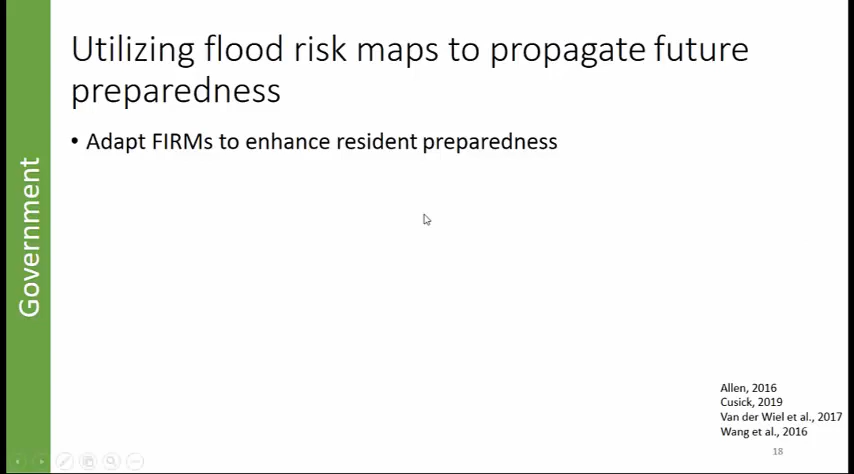 Government
Utilizing flood risk maps to propagate future
preparedness
• Adapt FIRMs to enhance resident preparedness
Allen, 2016
Cusick, 2019
Van der Wiel et al., 2017
Wang et al., 2016
18